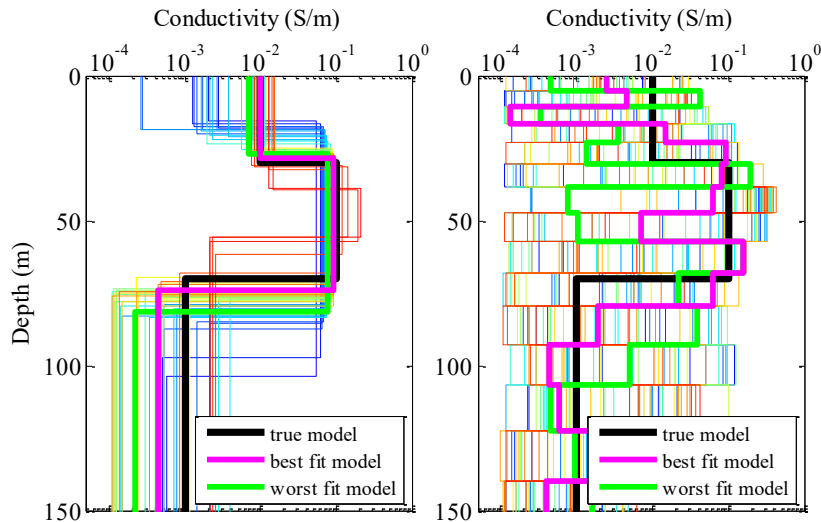 Conductivity (S/m)
10⁻⁴ 10⁻³ 10⁻² 10⁻¹ 10⁰
0
50
100
150
Depth (m)
true model
best fit model
worst fit model
Conductivity (S/m)
10⁻⁴ 10⁻³ 10⁻² 10⁻¹ 10⁰
0
50
100
150
true model
best fit model
worst fit model